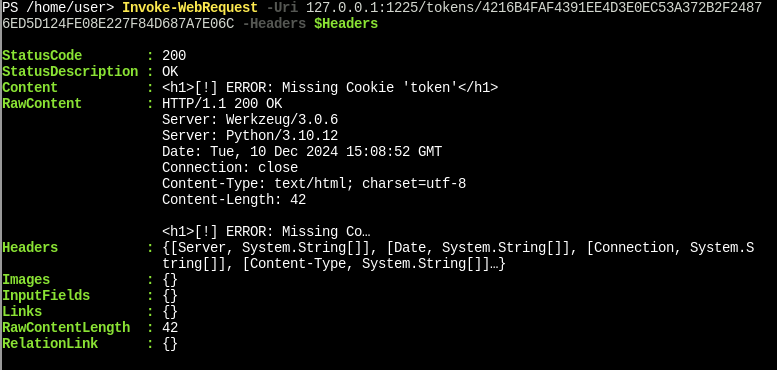 PS /home/user> Invoke-WebRequest -Uri 127.0.0.1:1225/tokens/4216B4FAF4391EE4D3E0EC53A372B2F2487
6ED5D124FE08E227F84D687A7E06C -Headers $Headers
StatusCode        : 200
StatusDescription : OK
Content           : <h1>[!] ERROR: Missing Cookie 'token'</h1>
RawContent        : HTTP/1.1 200 OK
                    Server: Werkzeug/3.0.6
                    Server: Python/3.10.12
                    Date: Tue, 10 Dec 2024 15:08:52 GMT
                    Connection: close
                    Content-Type: text/html; charset=utf-8
                    Content-Length: 42
                    <h1>[!] ERROR: Missing Co…
Headers           : {[Server, System.String[]], [Date, System.String[]], [Connection, System.S
                    tring[]], [Content-Type, System.String[]]…}
Images            : {}
InputFields       : {}
Links             : {}
RawContentLength  : 42
RelationLink      : {}